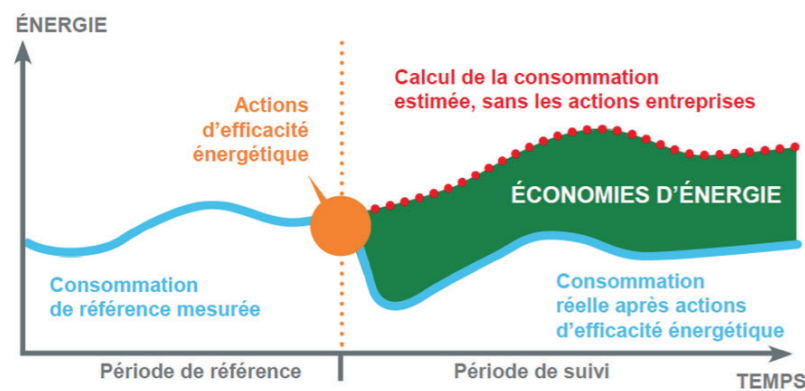 ÉNERGIE
Calcul de la consommation
estimée, sans les actions entreprises
Actions
d'efficacité
énergétique
ÉCONOMIES D'ÉNERGIE
Consommation
de référence mesurée
Consommation
réelle après actions
d'efficacité énergétique
Période de référence
Période de suivi
TEMPS